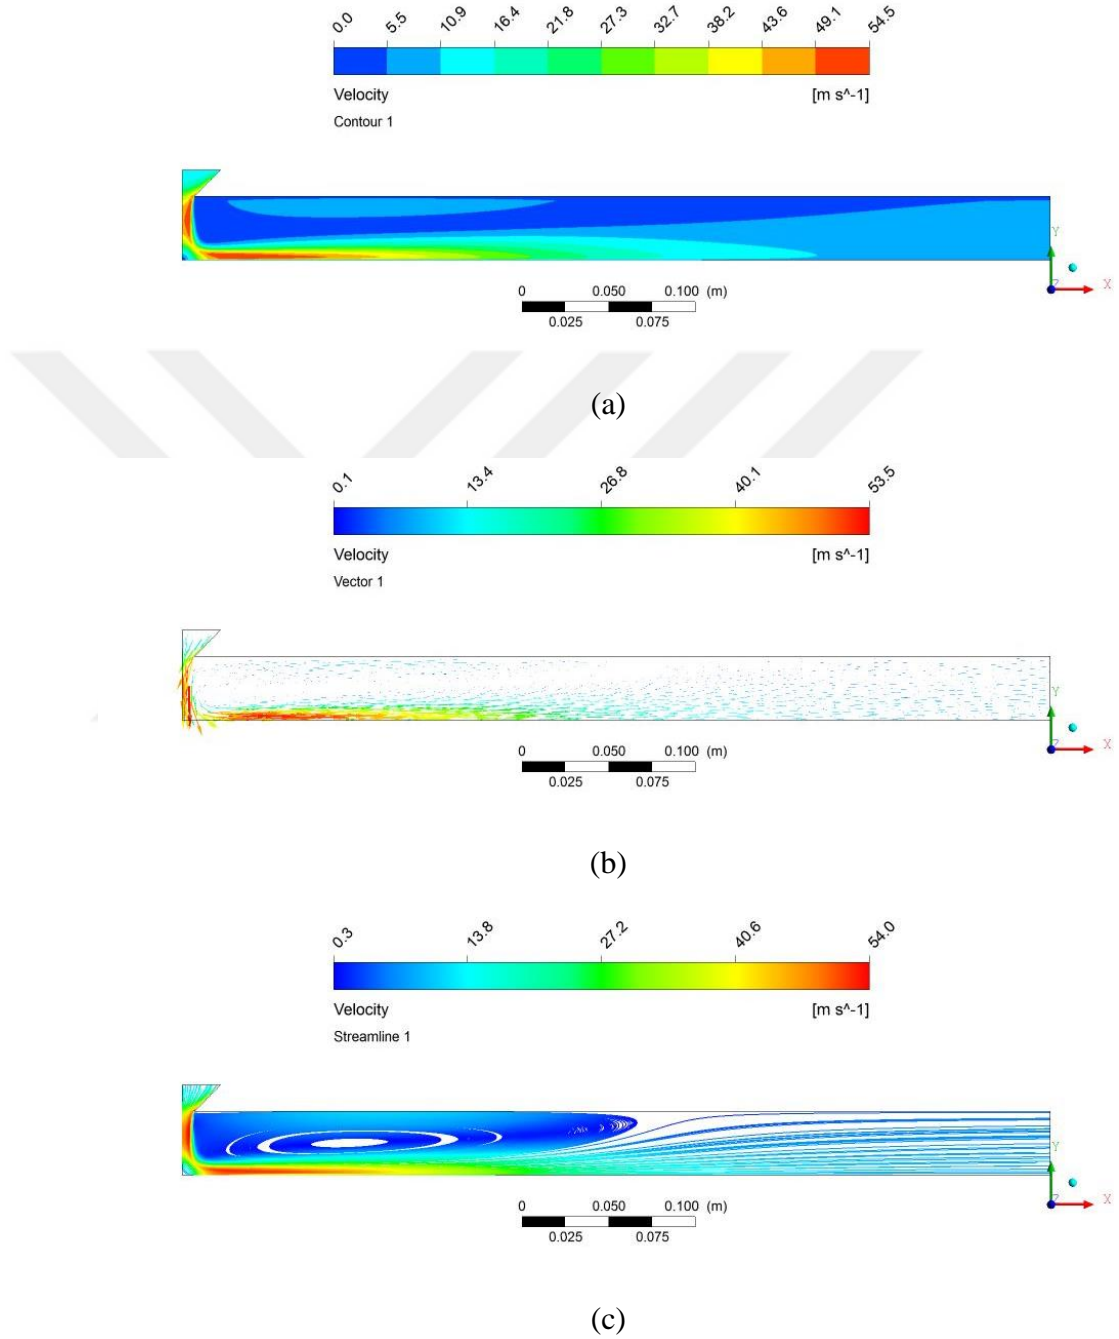 0.0 5.5 10.9 16.4 21.8 27.3 32.7 38.2 43.6 49.1 54.5
Velocity [m s^-1]
Contour 1
0 0.050 0.100 (m)
0.025 0.075
Y
Z X
(a)
0.1 13.4 26.8 40.1 53.5
Velocity [m s^-1]
Vector 1
0 0.050 0.100 (m)
0.025 0.075
Y
Z X
(b)
0.3 13.8 27.2 40.6 54.0
Velocity [m s^-1]
Streamline 1
0 0.050 0.100 (m)
0.025 0.075
Y
Z X
(c)